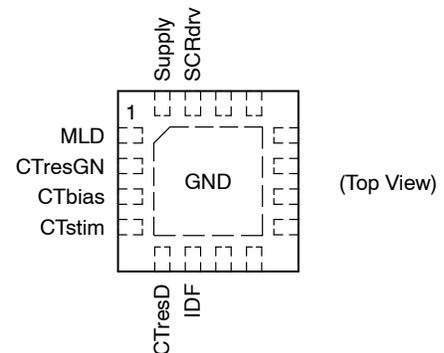 Supply
SCRdrv
1
MLD
CTresGN
CTbias
CTstim
GND
(Top View)
CTresD
IDF